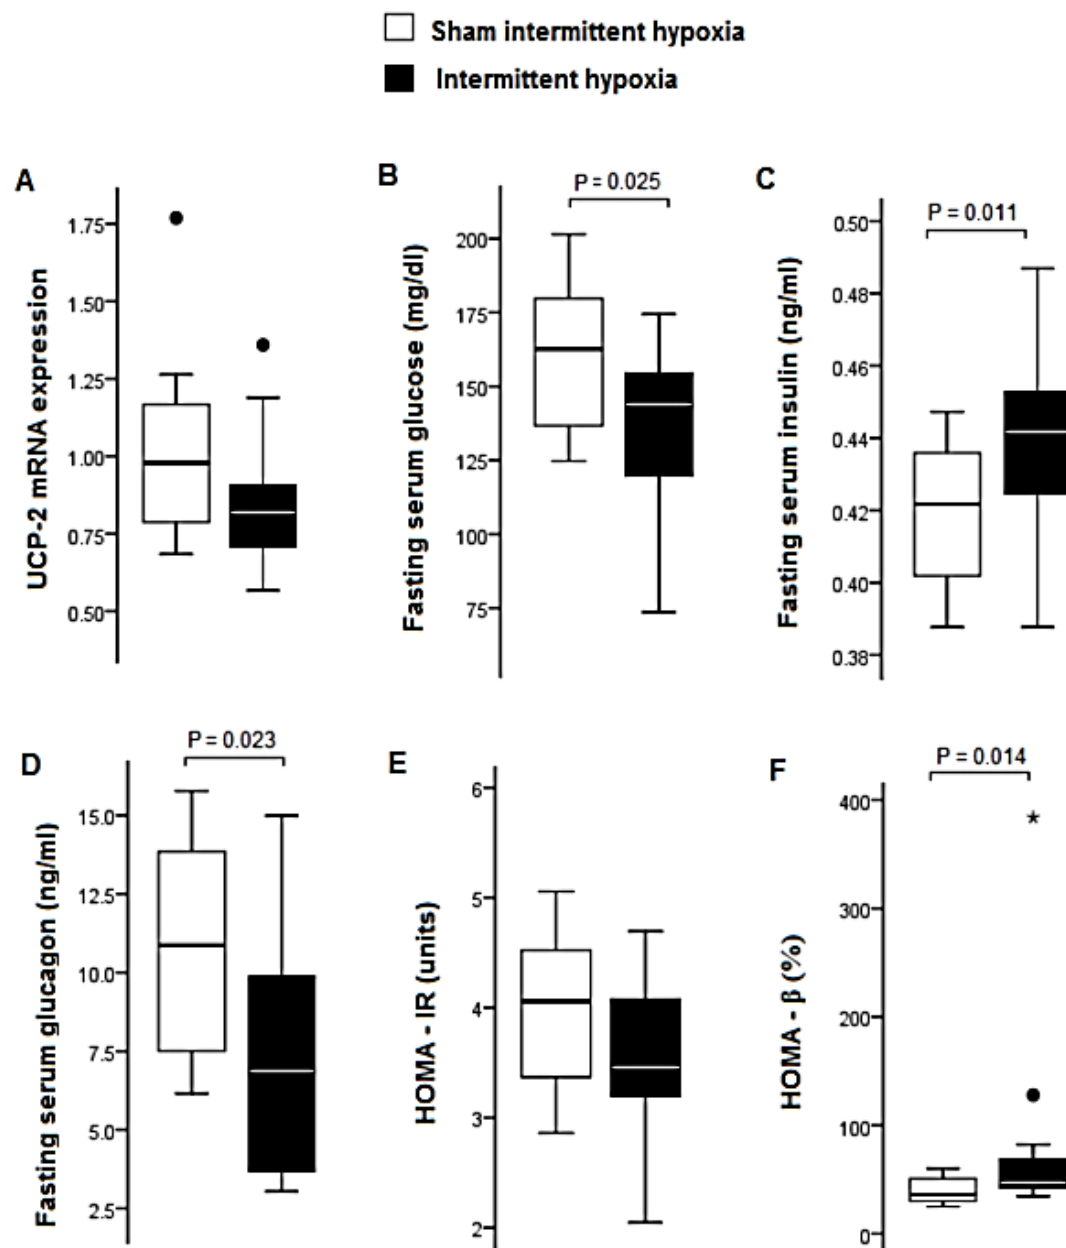 Sham intermittent hypoxia
Intermittent hypoxia
A
UCP-2 mRNA expression
1.75
1.50
1.25
1.00
0.75
0.50
B
P = 0.025
Fasting serum glucose (mg/dl)
200
175
150
125
100
75
C
P = 0.011
Fasting serum insulin (ng/ml)
0.50
0.48
0.46
0.44
0.42
0.40
0.38
D
P = 0.023
Fasting serum glucagon (ng/ml)
15.0
12.5
10.0
7.5
5.0
2.5
E
HOMA - IR (units)
6
5
4
3
2
F
P = 0.014
HOMA - β (%)
400
300
200
100
0
*